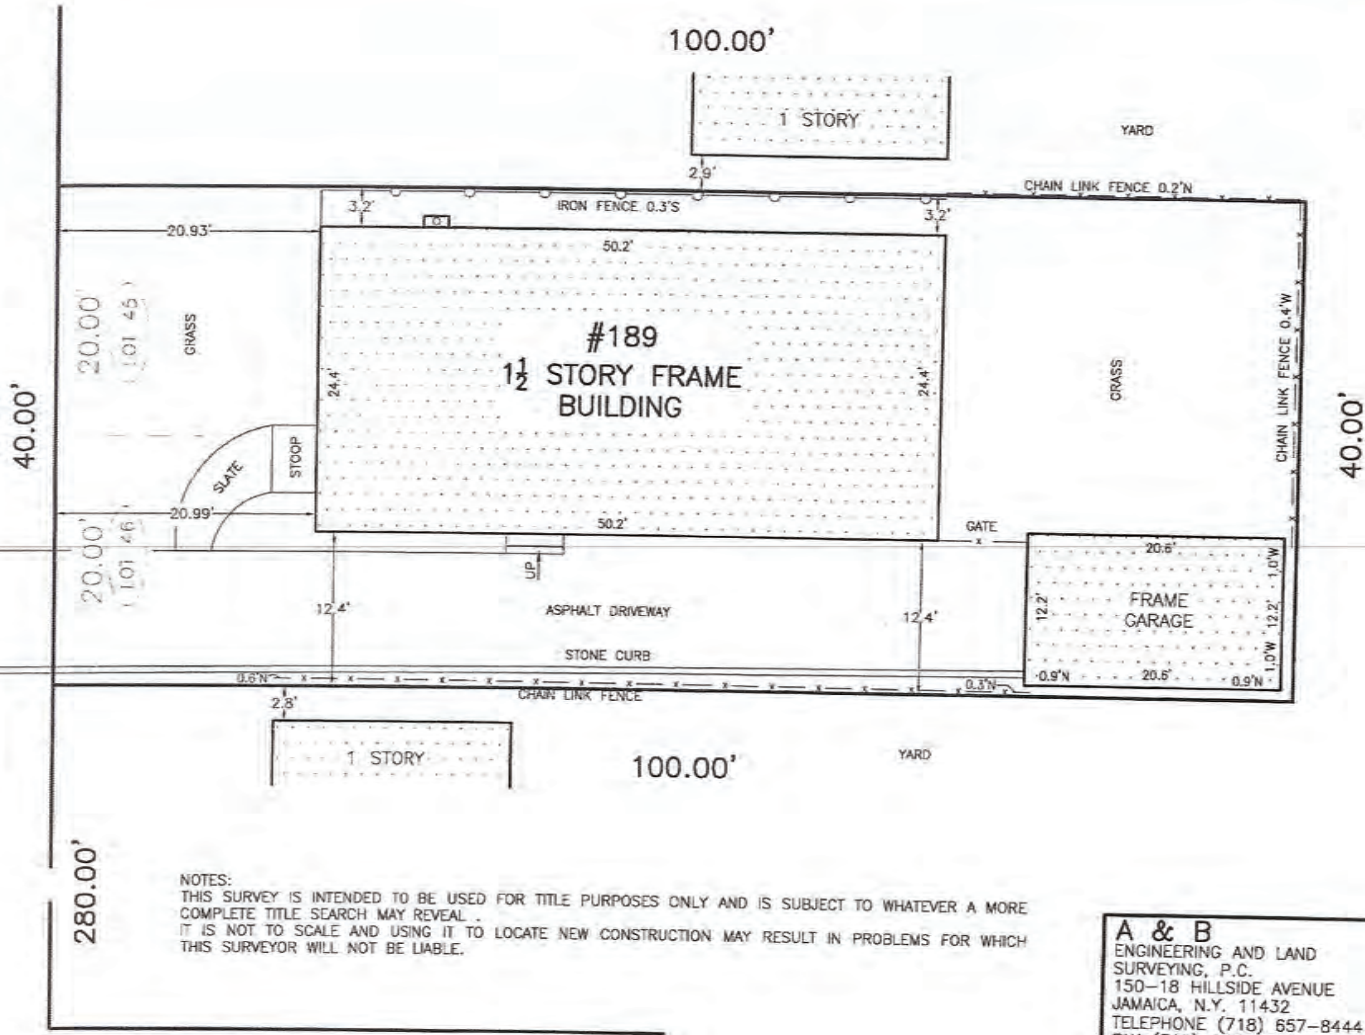 100.00'
1 STORY
YARD
2.9'
CHAIN LINK FENCE 0.2'N
3.2'
IRON FENCE 0.3'S
3.2'
20.93'
50.2'
20.00'
( LOT 45 )
GRASS
#189
1½ STORY FRAME
BUILDING
24.4'
24.4'
GRASS
CHAIN LINK FENCE 0.4'W
40.00'
40.00'
SLATE
STOOP
20.99'
50.2'
GATE
20.00'
( LOT 46 )
UP
20.6'
1.0'W
12.4'
ASPHALT DRIVEWAY
12.4'
12.2'
FRAME
GARAGE
12.2'
STONE CURB
1.0'W
0.6'N
CHAIN LINK FENCE
0.3'N
0.9'N
20.6'
0.9'N
2.8'
1 STORY
100.00'
YARD
280.00'
NOTES:
THIS SURVEY IS INTENDED TO BE USED FOR TITLE PURPOSES ONLY AND IS SUBJECT TO WHATEVER A MORE
COMPLETE TITLE SEARCH MAY REVEAL .
IT IS NOT TO SCALE AND USING IT TO LOCATE NEW CONSTRUCTION MAY RESULT IN PROBLEMS FOR WHICH
THIS SURVEYOR WILL NOT BE LIABLE.
A & B
ENGINEERING AND LAND
SURVEYING, P.C.
150-18 HILLSIDE AVENUE
JAMAICA, N.Y. 11432
TELEPHONE (718) 657-8444